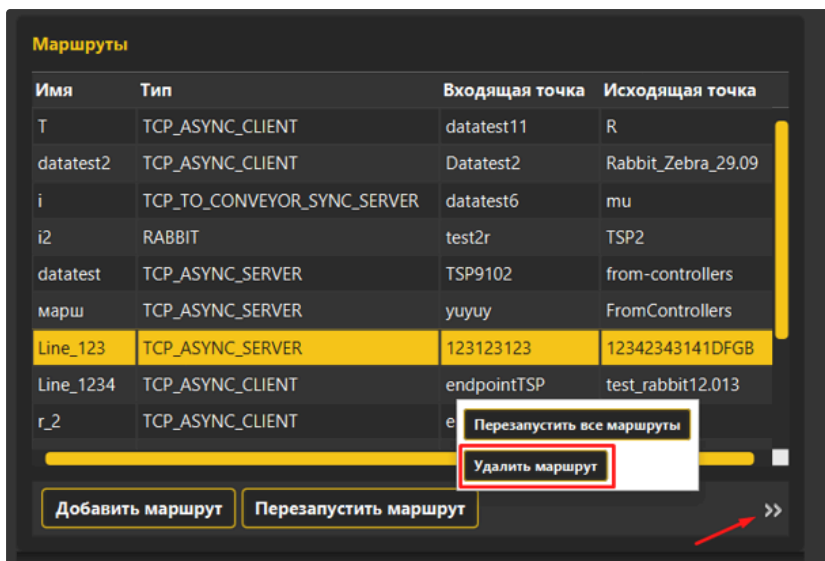 Маршруты
Имя Тип Входящая точка Исходящая точка
T TCP_ASYNC_CLIENT datatest11 R
datatest2 TCP_ASYNC_CLIENT Datatest2 Rabbit_Zebra_29.09
i TCP_TO_CONVEYOR_SYNC_SERVER datatest6 mu
i2 RABBIT test2r TSP2
datatest TCP_ASYNC_SERVER TSP9102 from-controllers
марш TCP_ASYNC_SERVER yuyuy FromControllers
Line_123 TCP_ASYNC_SERVER 123123123 12342343141DFGB
Line_1234 TCP_ASYNC_CLIENT endpointTSP test_rabbit12.013
r_2 TCP_ASYNC_CLIENT
Перезапустить все маршруты
Удалить маршрут
Добавить маршрут Перезапустить маршрут »